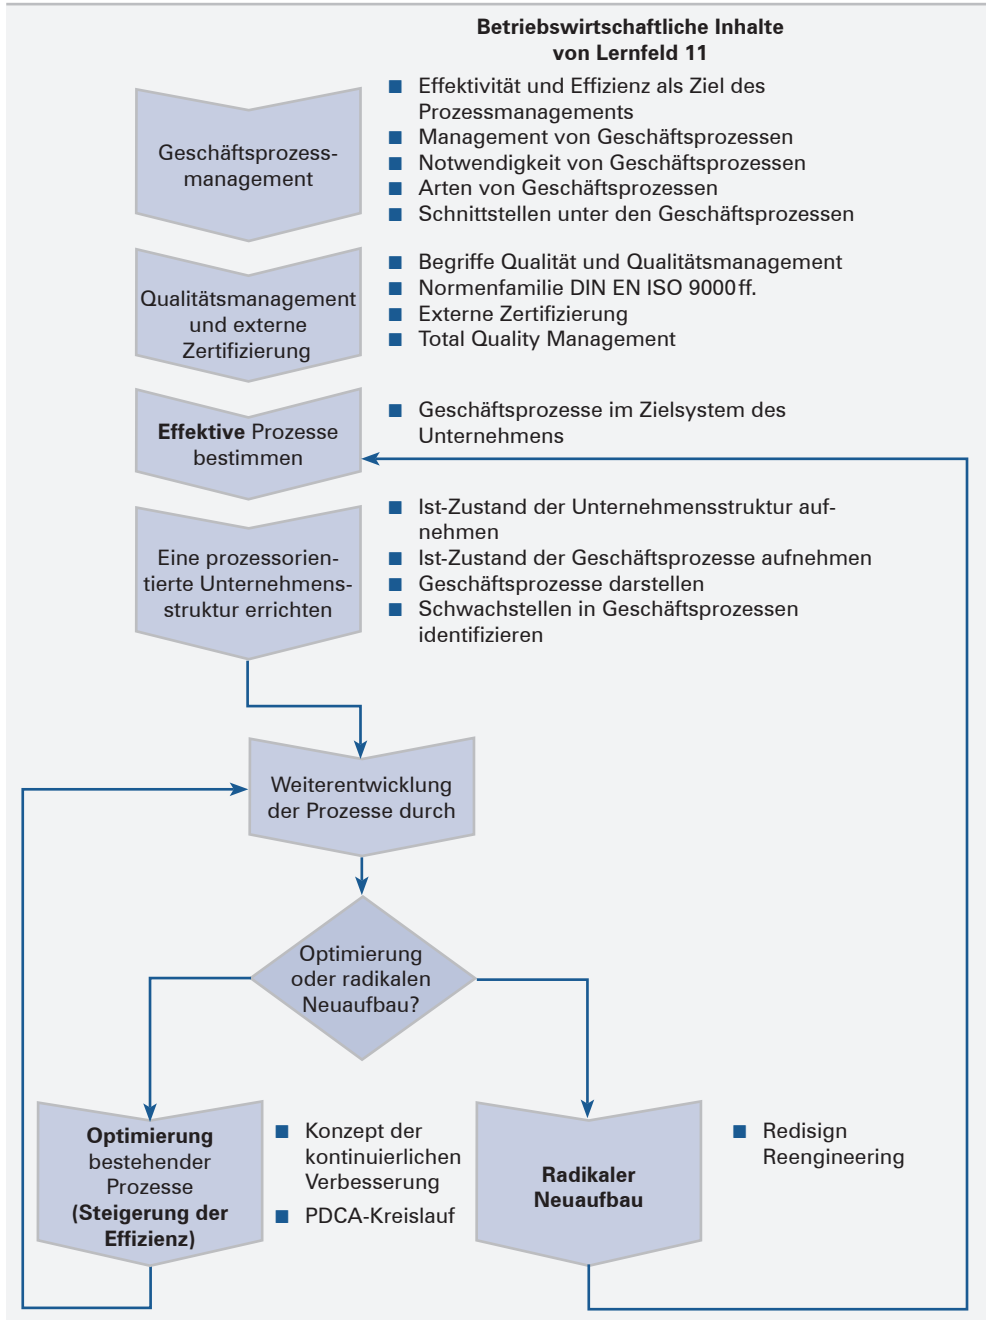 Betriebswirtschaftliche Inhalte
von Lernfeld 11
Geschäftsprozess-
management
■ Effektivität und Effizienz als Ziel des
Prozessmanagements
■ Management von Geschäftsprozessen
■ Notwendigkeit von Geschäftsprozessen
■ Arten von Geschäftsprozessen
■ Schnittstellen unter den Geschäftsprozessen
Qualitätsmanagement
und externe
Zertifizierung
■ Begriffe Qualität und Qualitätsmanagement
■ Normenfamilie DIN EN ISO 9000 ff.
■ Externe Zertifizierung
■ Total Quality Management
Effektive Prozesse
bestimmen
■ Geschäftsprozesse im Zielsystem des
Unternehmens
Eine prozessorien-
tierte Unternehmens-
struktur errichten
■ Ist-Zustand der Unternehmensstruktur auf-
nehmen
■ Ist-Zustand der Geschäftsprozesse aufnehmen
■ Geschäftsprozesse darstellen
■ Schwachstellen in Geschäftsprozessen
identifizieren
Weiterentwicklung
der Prozesse durch
Optimierung
oder radikalen
Neuaufbau?
Optimierung
bestehender
Prozesse
(Steigerung der
Effizienz)
■ Konzept der
kontinuierlichen
Verbesserung
■ PDCA-Kreislauf
Radikaler
Neuaufbau
■ Redisign
Reengineering